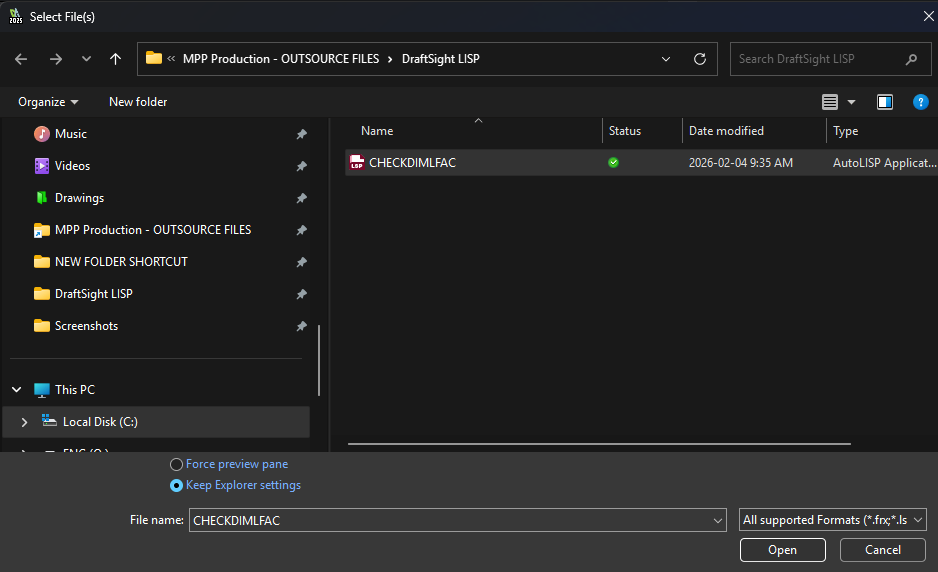 2025 Select File(s)
« MPP Production - OUTSOURCE FILES › DraftSight LISP
Search DraftSight LISP
Organize New folder
?
Music
Videos
Drawings
MPP Production - OUTSOURCE FILES
NEW FOLDER SHORTCUT
DraftSight LISP
Screenshots
This PC
Local Disk (C:)
Name Status Date modified Type
LSP CHECKDIMLFAC 2026-02-04 9:35 AM AutoLISP Applicat...
Force preview pane
Keep Explorer settings
File name: CHECKDIMLFAC All supported Formats (*.frx;*.ls
Open Cancel